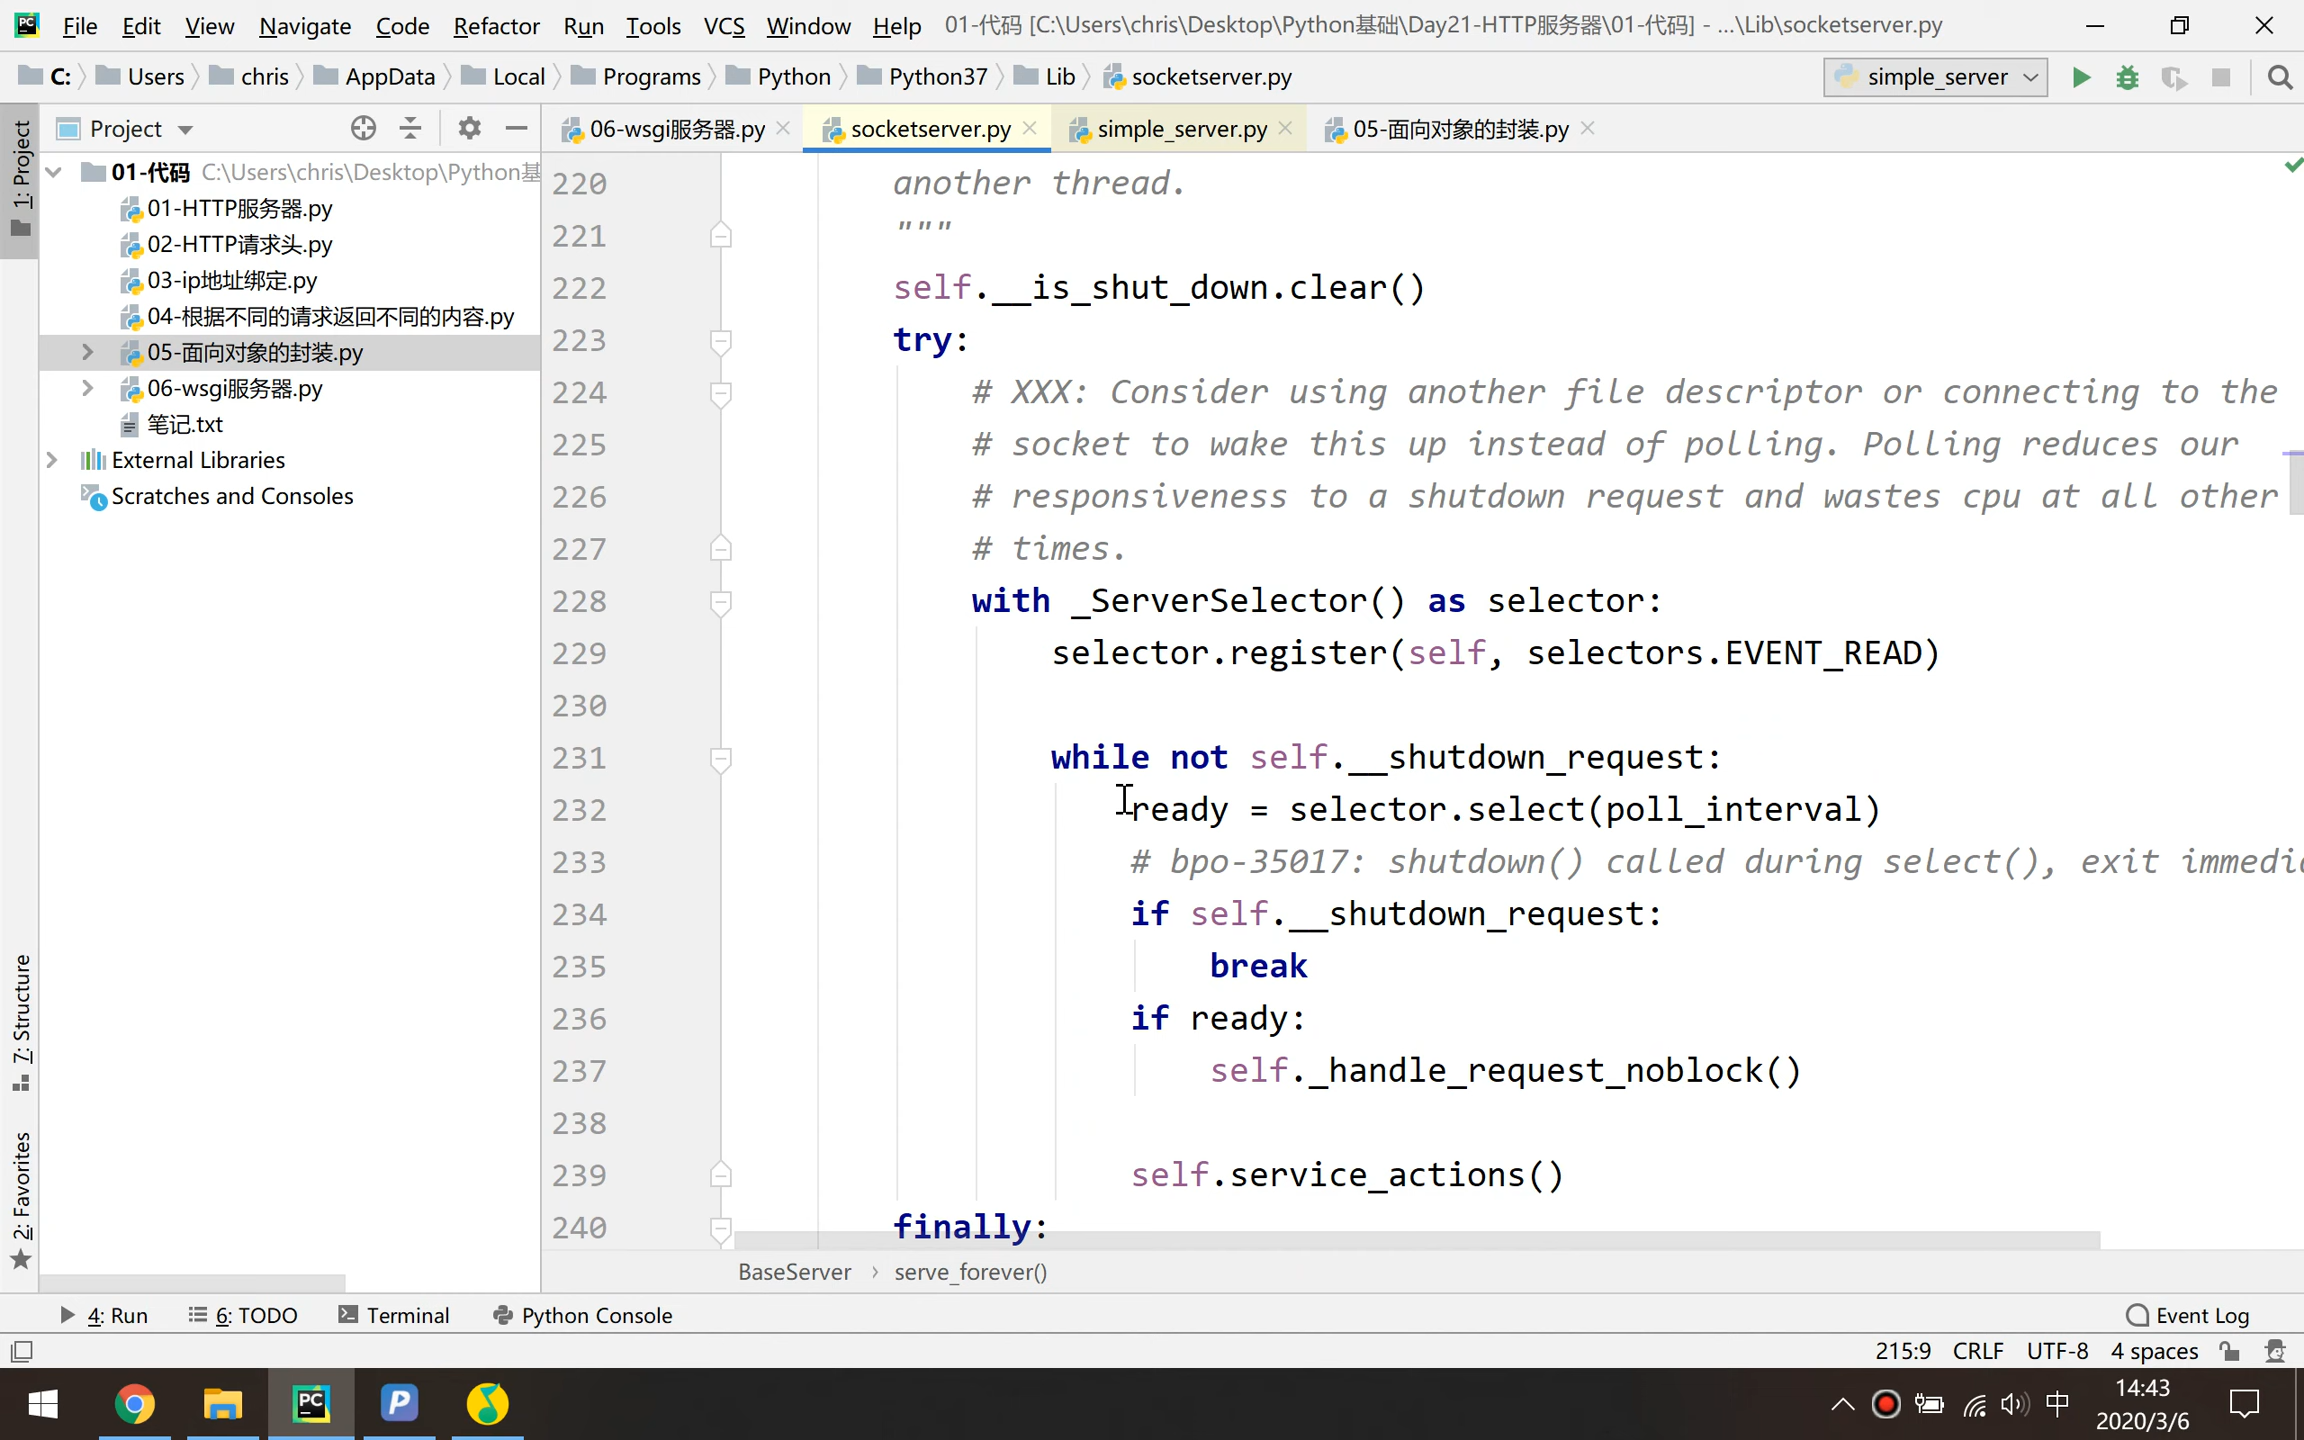 File Edit View Navigate Code Refactor Run Tools VCS Window Help 01-代码 [C:\Users\chris\Desktop\Python基础\Day21-HTTP服务器\01-代码] - ...\Lib\socketserver.py
C: Users chris AppData Local Programs Python Python37 Lib socketserver.py simple_server
Project 06-wsgi服务器.py socketserver.py simple_server.py 05-面向对象的封装.py
1: Project
7: Structure
2: Favorites
01-代码 C:\Users\chris\Desktop\Python基
01-HTTP服务器.py
02-HTTP请求头.py
03-ip地址绑定.py
04-根据不同的请求返回不同的内容.py
05-面向对象的封装.py
06-wsgi服务器.py
笔记.txt
External Libraries
Scratches and Consoles
220 another thread.
221 """
222 self.__is_shut_down.clear()
223 try:
224 # XXX: Consider using another file descriptor or connecting to the
225 # socket to wake this up instead of polling. Polling reduces our
226 # responsiveness to a shutdown request and wastes cpu at all other
227 # times.
228 with _ServerSelector() as selector:
229 selector.register(self, selectors.EVENT_READ)
230
231 while not self.__shutdown_request:
232 ready = selector.select(poll_interval)
233 # bpo-35017: shutdown() called during select(), exit immedi
234 if self.__shutdown_request:
235 break
236 if ready:
237 self._handle_request_noblock()
238
239 self.service_actions()
240 finally:
BaseServer › serve_forever()
4: Run 6: TODO Terminal Python Console Event Log
215:9 CRLF UTF-8 4 spaces
中 14:43
2020/3/6